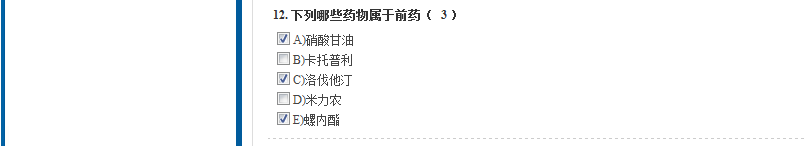 12. 下列哪些药物属于前药（ 3 ）
A)硝酸甘油
B)卡托普利
C)洛伐他汀
D)米力农
E)螺内酯